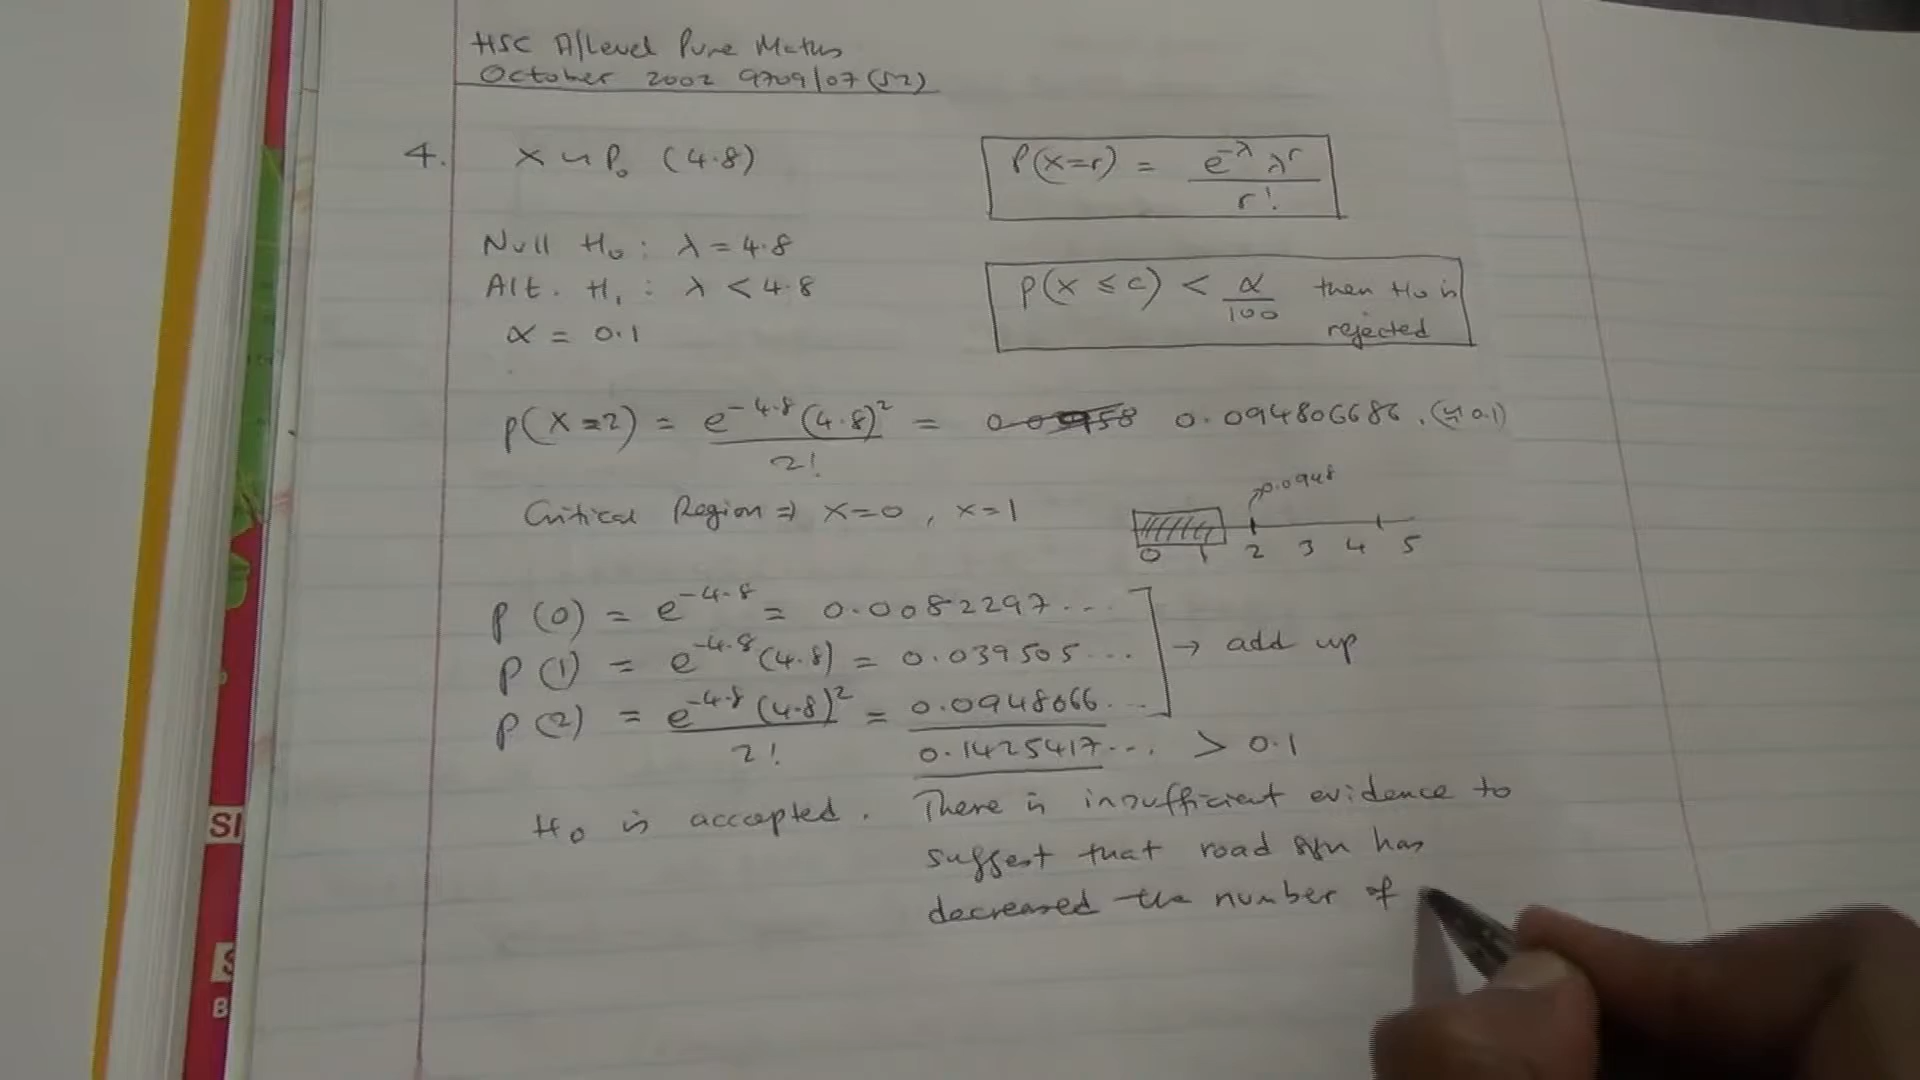 HSC A/Level Pure Maths
October 2002 9709/07 (S2)
4. X ~ Po (4.8)
P(X=r) = e^-λ λ^r / r!
Null H0 : λ = 4.8
Alt. H1 : λ < 4.8
α = 0.1
P(X ≤ c) < α/100 then H0 is
rejected
P(X=2) = e^-4.8 (4.8)^2 / 2! = 0.094806686. (< 0.1)
Critical Region ⇒ x=0, x=1
→0.0948
0 1 2 3 4 5
P(0) = e^-4.8 = 0.0082297...
P(1) = e^-4.8 (4.8) = 0.039505...
→ add up
P(2) = e^-4.8 (4.8)^2 / 2! = 0.0948066...
0.1425417... > 0.1
H0 is accepted. There is insufficient evidence to
suggest that road sign has
decreased the number of
SI
S
B